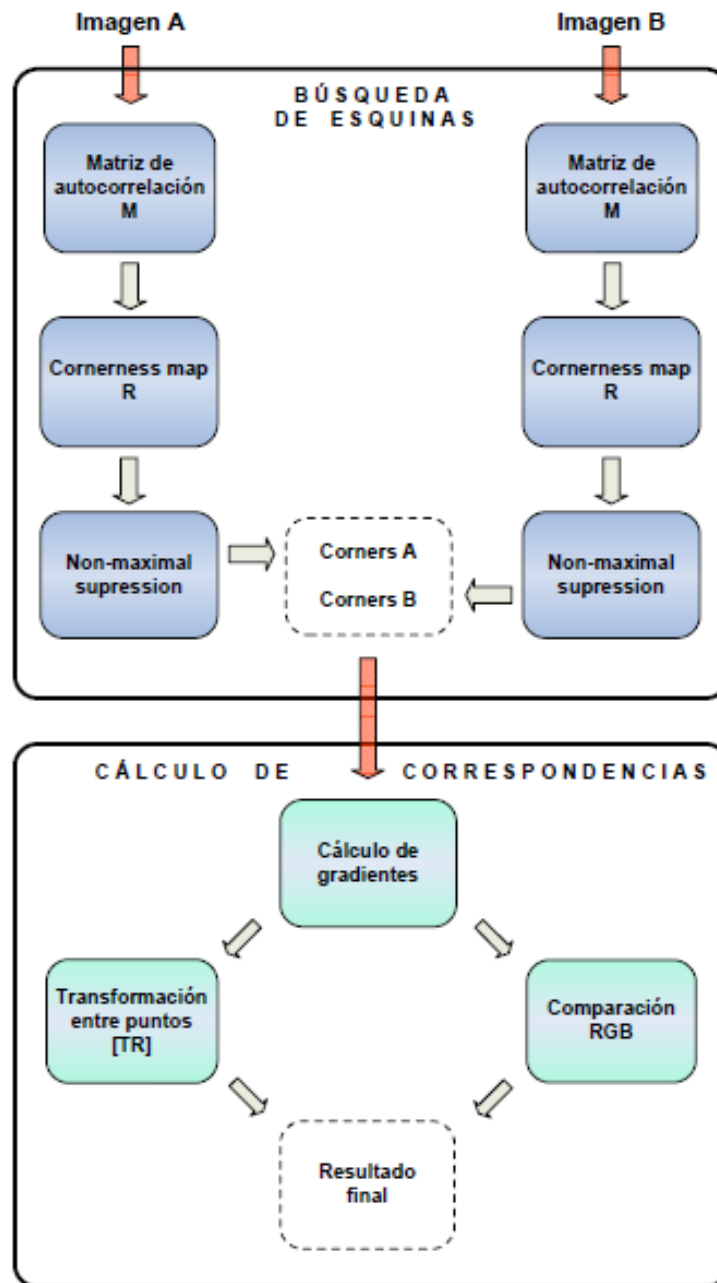 Imagen A
Imagen B
BÚSQUEDA
DE ESQUINAS
Matriz de
autocorrelación
M
Matriz de
autocorrelación
M
Cornerness map
R
Cornerness map
R
Non-maximal
supression
Corners A
Corners B
Non-maximal
supression
CÁLCULO DE CORRESPONDENCIAS
Cálculo de
gradientes
Transformación
entre puntos
[TR]
Comparación
RGB
Resultado
final